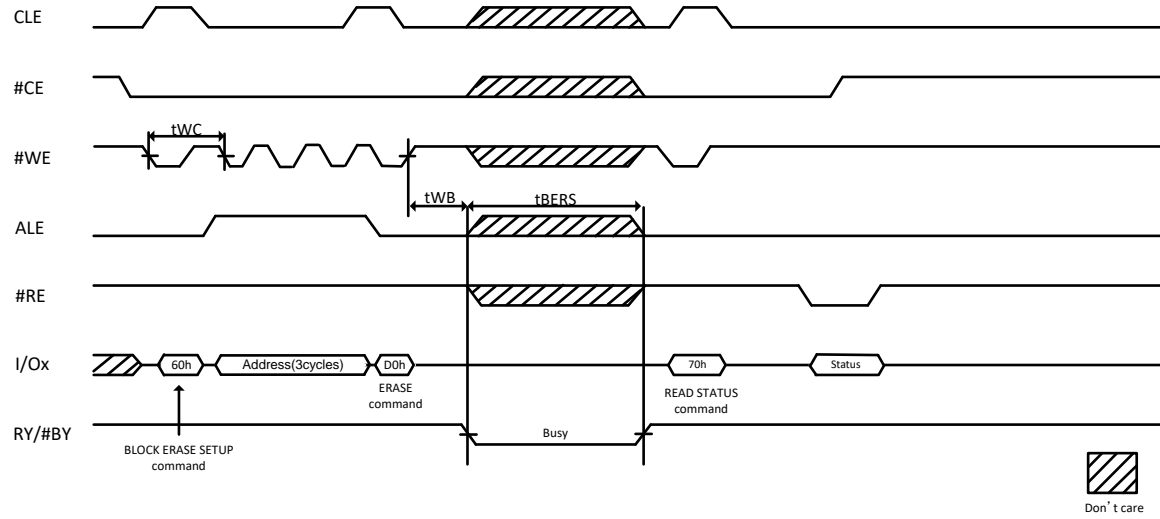 CLE
#CE
tWC
#WE
tWB
tBERS
ALE
#RE
I/Ox
60h
Address(3cycles)
D0h
70h
Status
ERASE
command
READ STATUS
command
RY/#BY
Busy
BLOCK ERASE SETUP
command
Don’t care